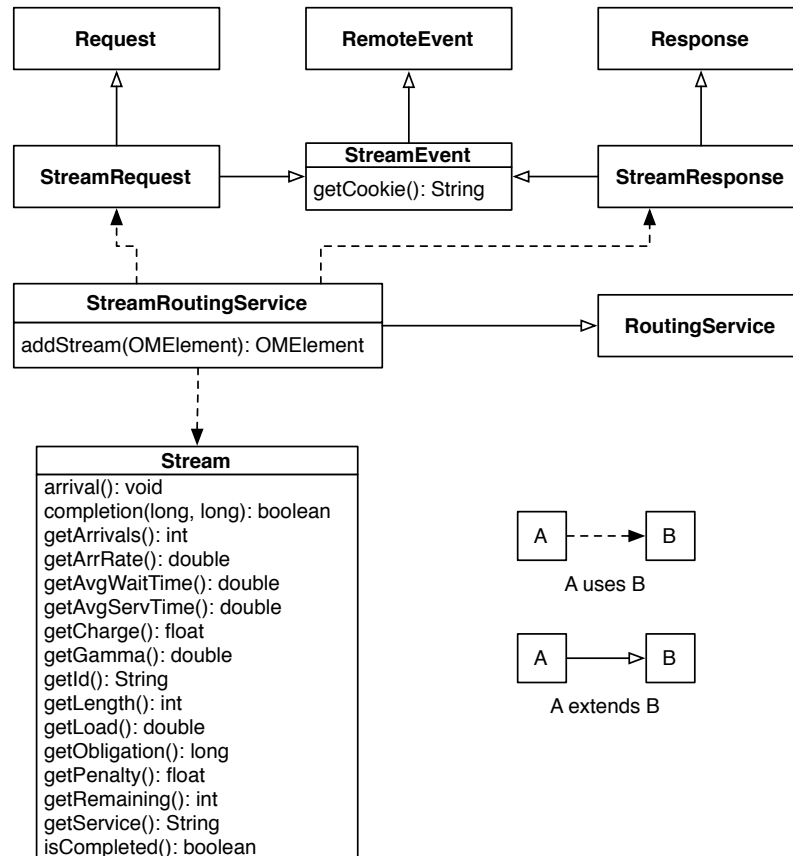 Request
RemoteEvent
Response
StreamRequest
StreamEvent
getCookie(): String
StreamResponse
StreamRoutingService
addStream(OMElement): OMElement
RoutingService
Stream
arrival(): void
completion(long, long): boolean
getArrivals(): int
getArrRate(): double
getAvgWaitTime(): double
getAvgServTime(): double
getCharge(): float
getGamma(): double
getId(): String
getLength(): int
getLoad(): double
getObligation(): long
getPenalty(): float
getRemaining(): int
getService(): String
isCompleted(): boolean
A
B
A uses B
A
B
A extends B